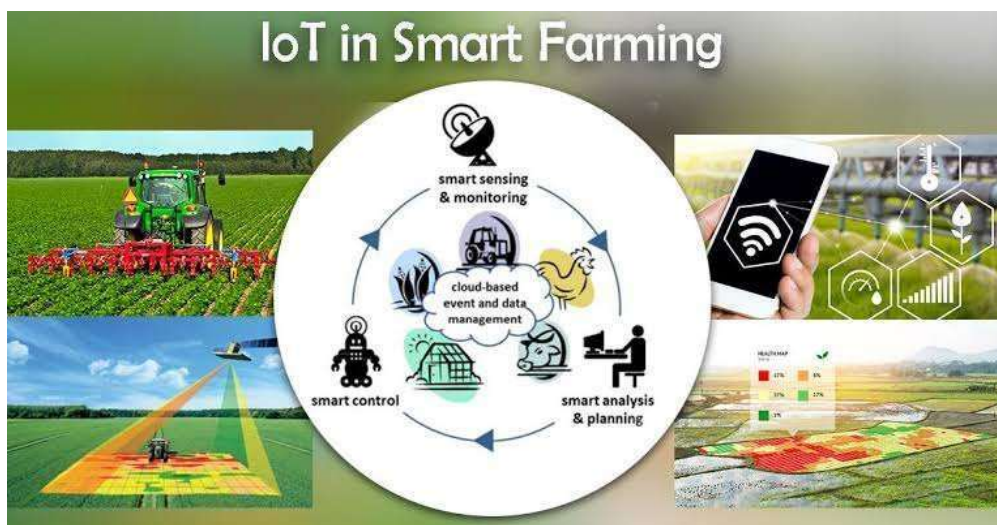 IoT in Smart Farming
smart sensing
& monitoring
cloud-based
event and data
management
smart control
smart analysis
& planning
HEALTH MAP